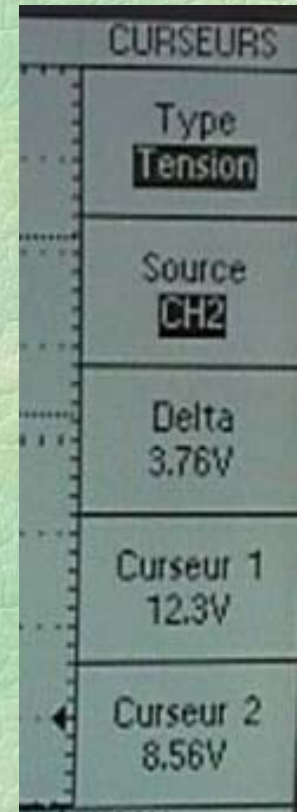 CURSEURS
Type
Tension
Source
CH2
Delta
3.76V
Curseur 1
12.3V
Curseur 2
8.56V